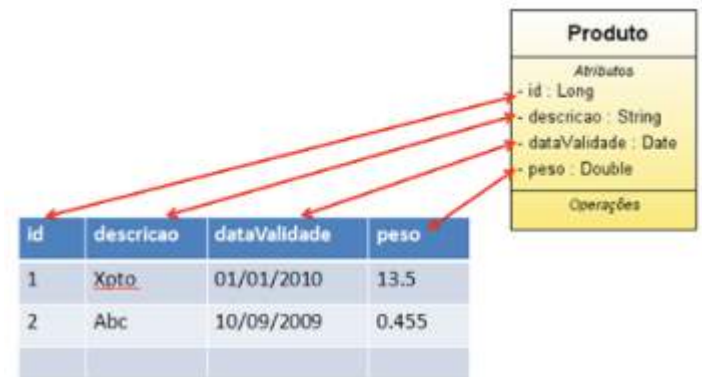 Produto
Atributos
- id : Long
- descricao : String
- dataValidade : Date
- peso : Double
Operações
id descricao dataValidade peso
1 Xpto 01/01/2010 13.5
2 Abc 10/09/2009 0.455